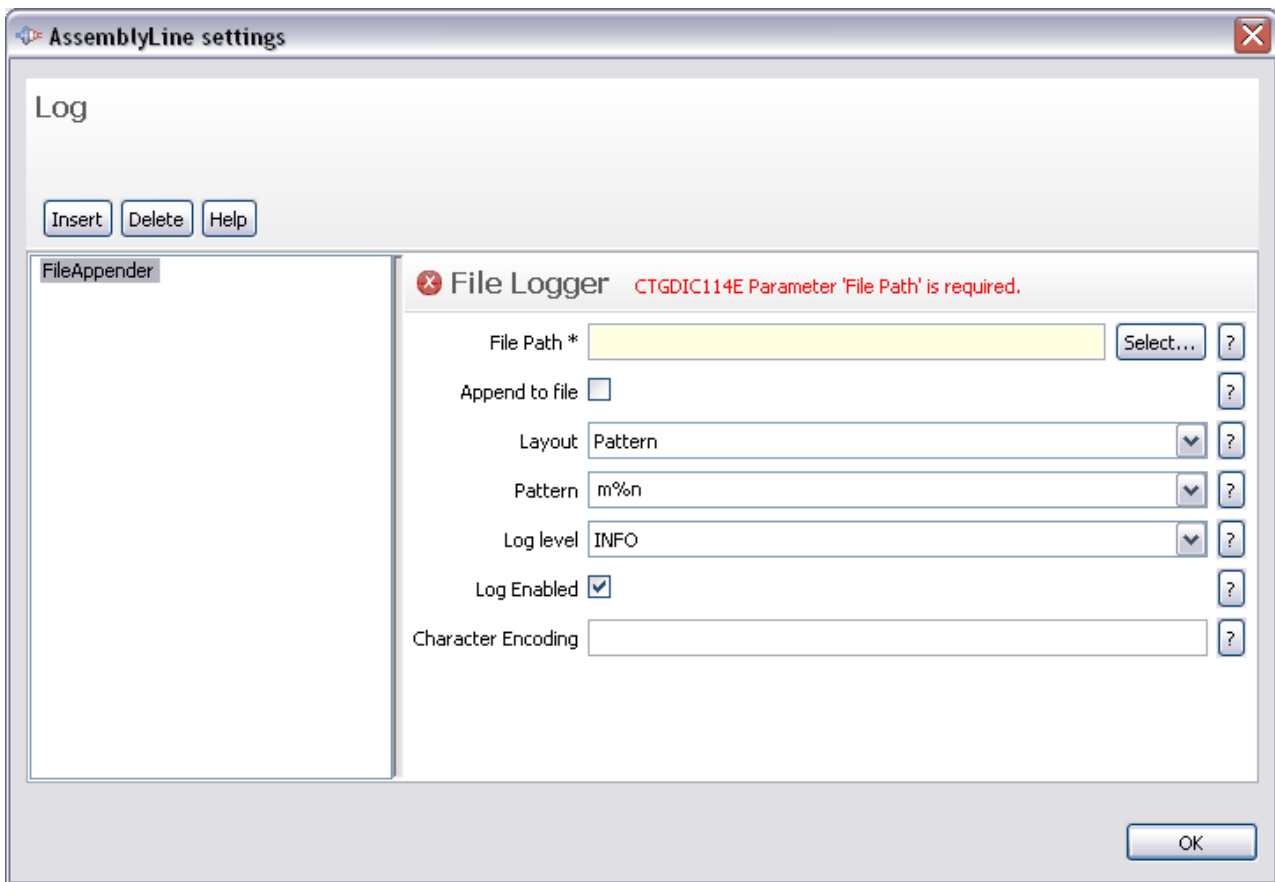 AssemblyLine settings
Log
Insert Delete Help
FileAppender
File Logger CTGDIC114E Parameter 'File Path' is required.
File Path * Select... ?
Append to file ?
Layout Pattern ?
Pattern m%n ?
Log level INFO ?
Log Enabled ?
Character Encoding ?
OK